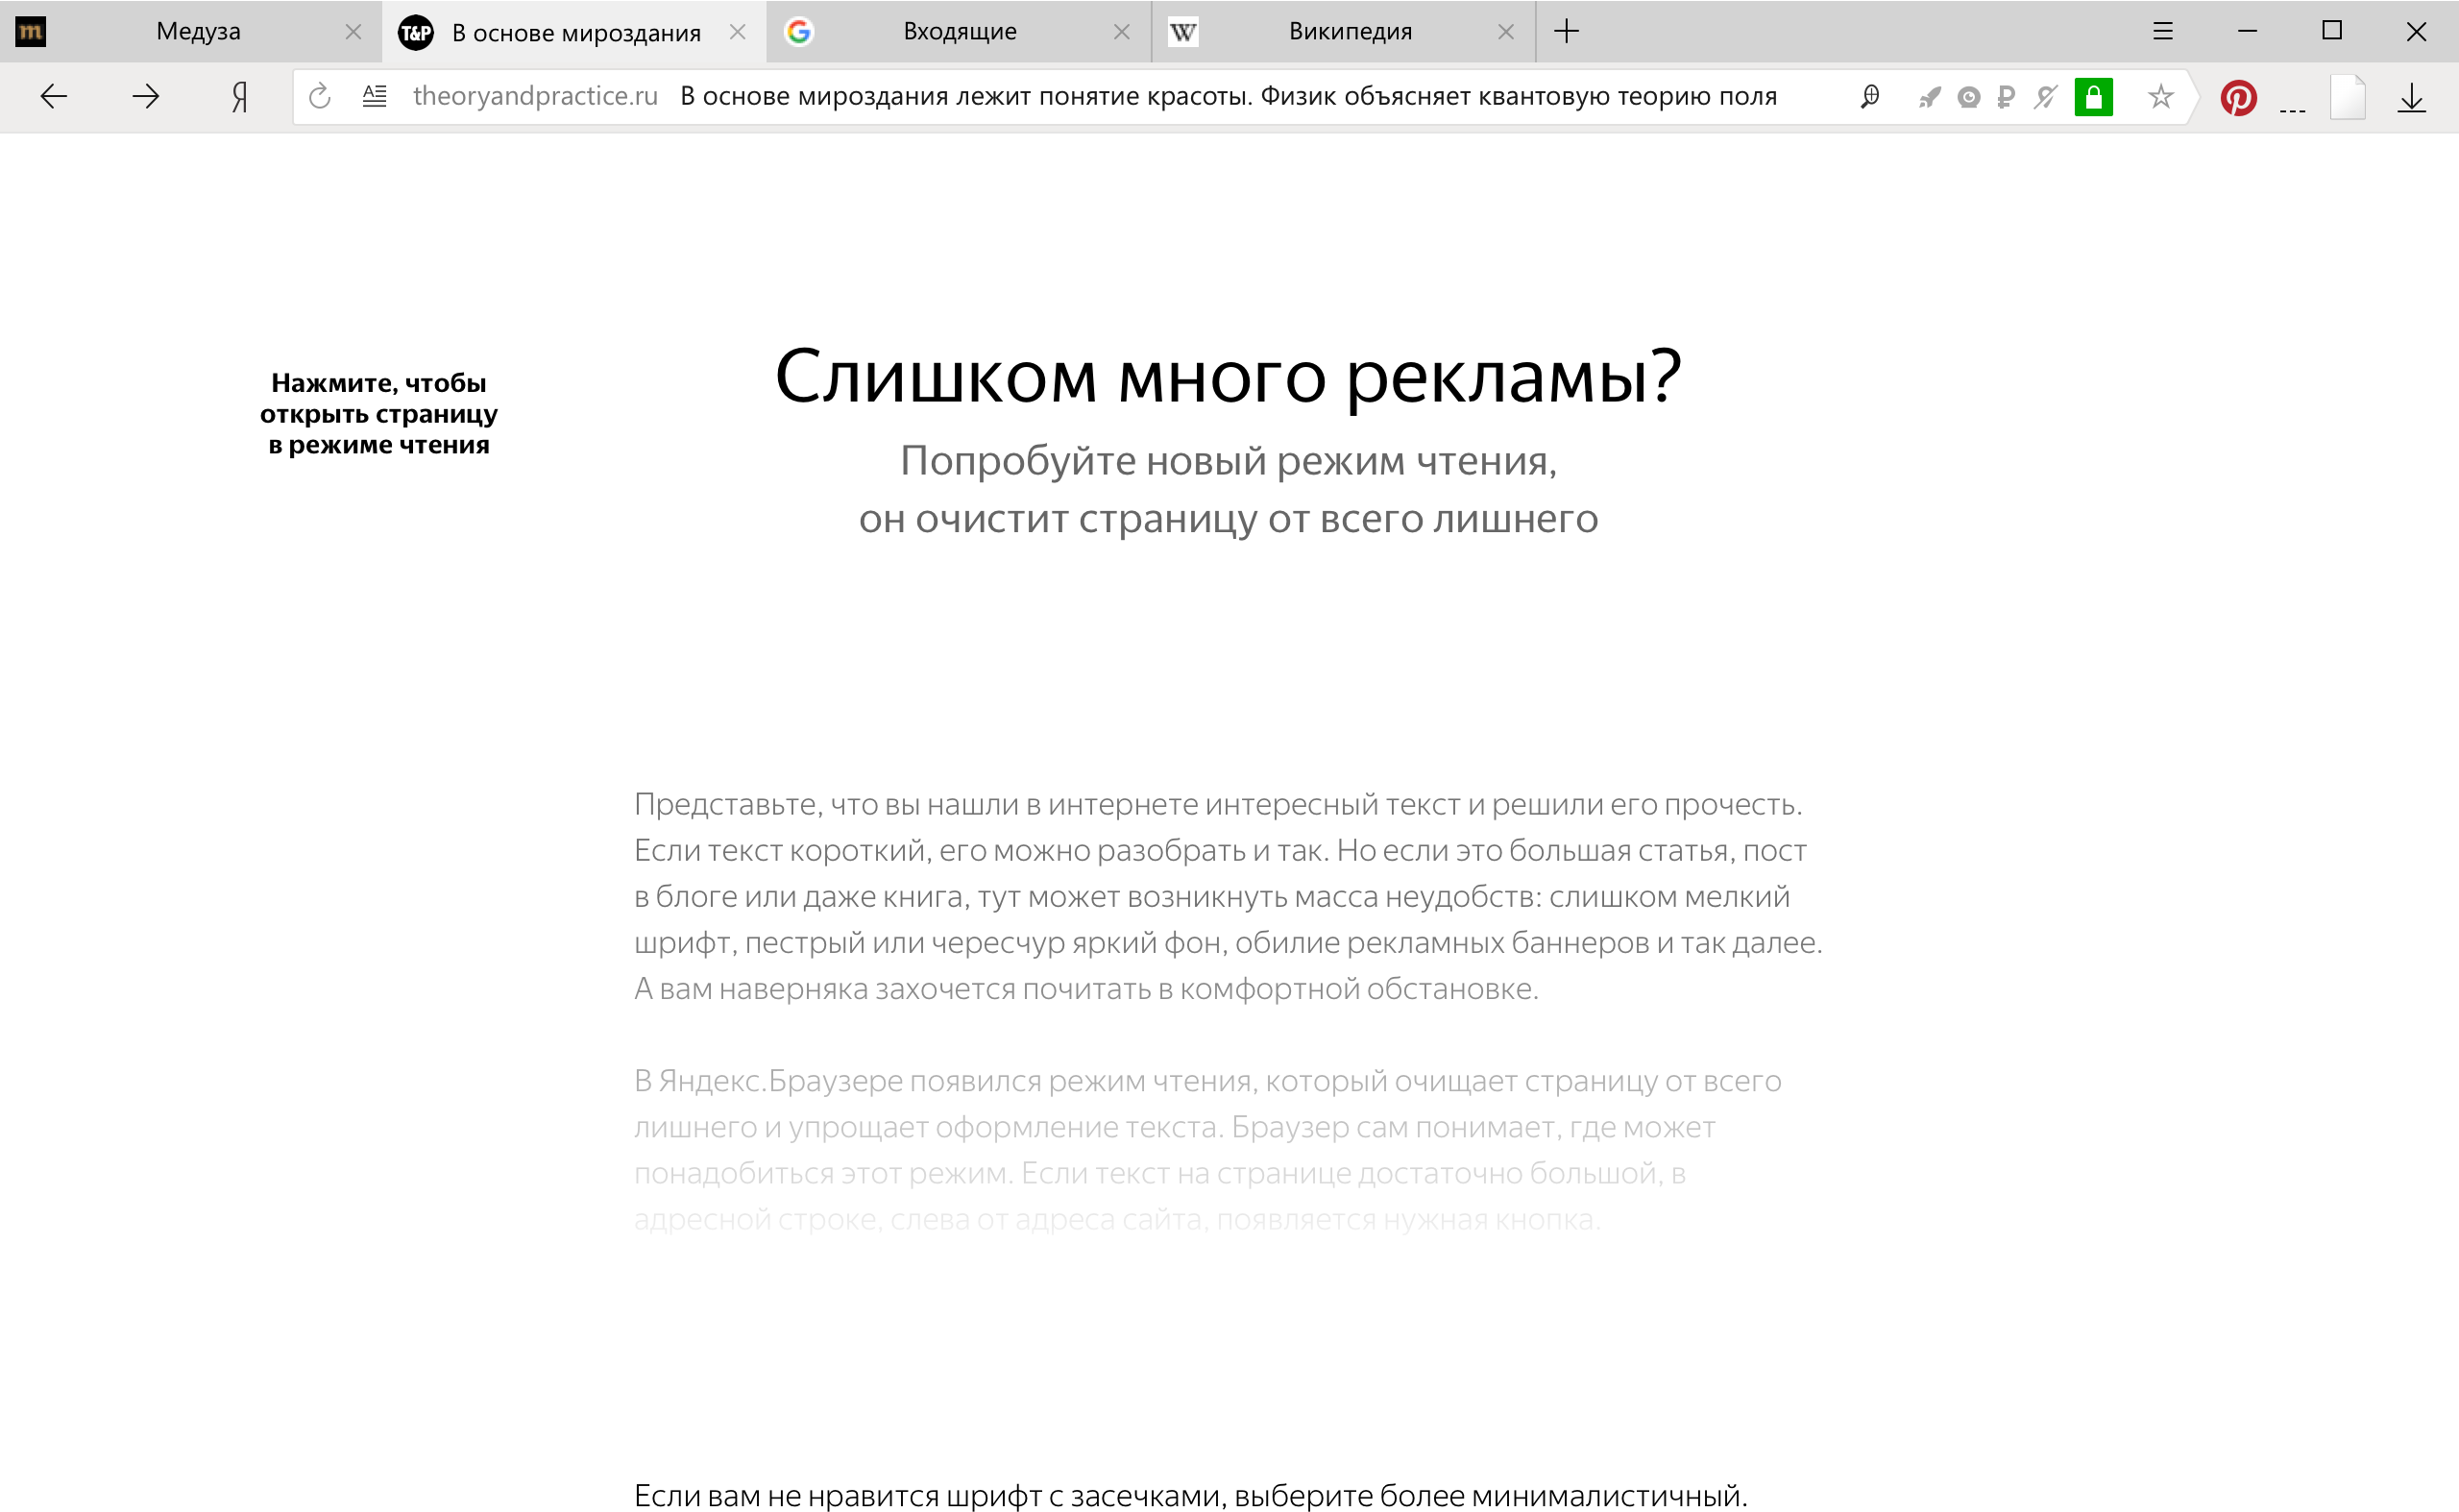 Медуза
T&P В основе мироздания
Входящие
W Википедия
Я
theoryandpractice.ru В основе мироздания лежит понятие красоты. Физик объясняет квантовую теорию поля
Нажмите, чтобы
открыть страницу
в режиме чтения
Слишком много рекламы?
Попробуйте новый режим чтения,
он очистит страницу от всего лишнего
Представьте, что вы нашли в интернете интересный текст и решили его прочесть.
Если текст короткий, его можно разобрать и так. Но если это большая статья, пост
в блоге или даже книга, тут может возникнуть масса неудобств: слишком мелкий
шрифт, пестрый или чересчур яркий фон, обилие рекламных баннеров и так далее.
А вам наверняка захочется почитать в комфортной обстановке.
В Яндекс.Браузере появился режим чтения, который очищает страницу от всего
лишнего и упрощает оформление текста. Браузер сам понимает, где может
понадобиться этот режим. Если текст на странице достаточно большой, в
адресной строке, слева от адреса сайта, появляется нужная кнопка.
Если вам не нравится шрифт с засечками, выберите более минималистичный.